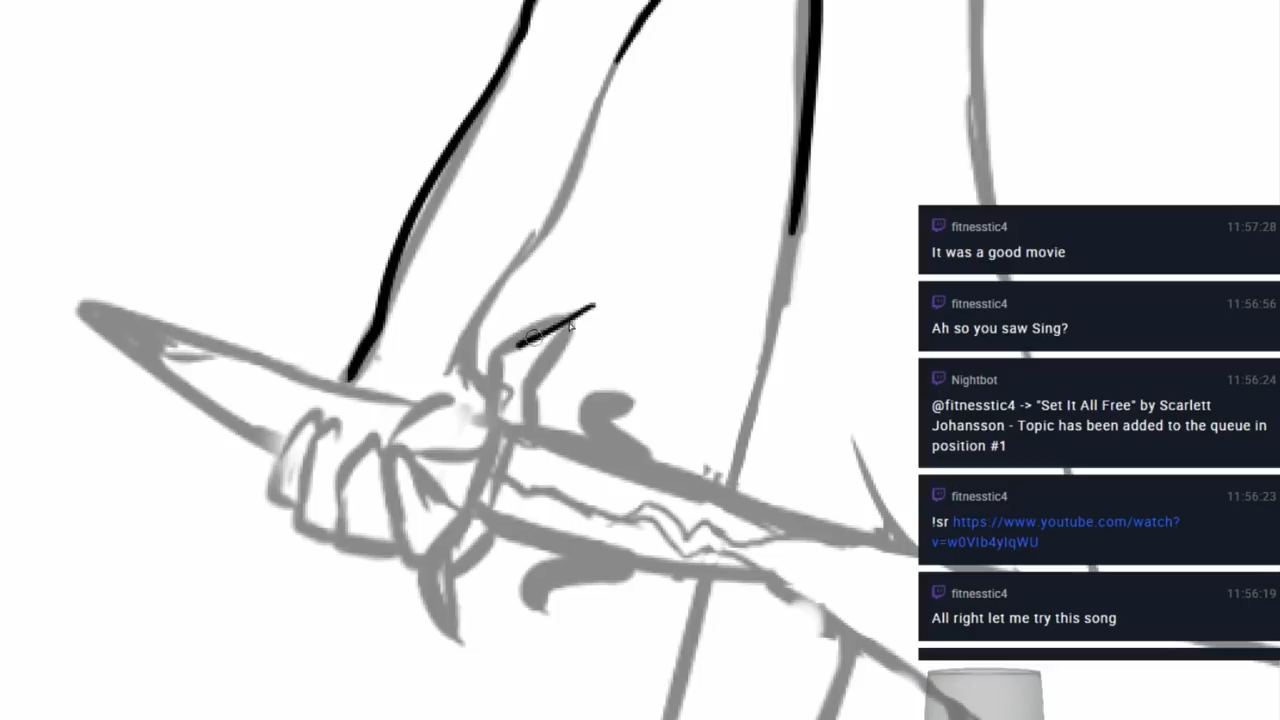 fitnesstic4 11:57:28
It was a good movie
fitnesstic4 11:56:56
Ah so you saw Sing?
Nightbot 11:56:24
@fitnesstic4 -> "Set It All Free" by Scarlett
Johansson - Topic has been added to the queue in
position #1
fitnesstic4 11:56:23
!sr https://www.youtube.com/watch?
v=w0VIb4yIqWU
fitnesstic4 11:56:19
All right let me try this song